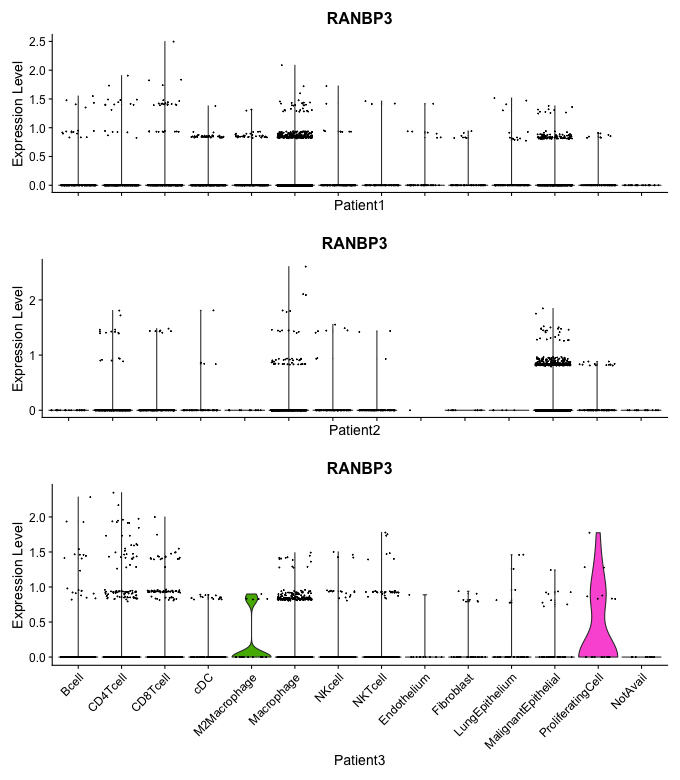 RANBP3
Expression Level
2.5
2.0
1.5
1.0
0.5
0.0
Patient1
RANBP3
Expression Level
2
1
0
Patient2
RANBP3
Expression Level
2.0
1.5
1.0
0.5
0.0
Bcell
CD4Tcell
CD8Tcell
cDC
M2Macrophage
Macrophage
NKcell
NKTcell
Endothelium
Fibroblast
LungEpithelium
MalignantEpithelial
ProliferatingCell
NotAvail
Patient3